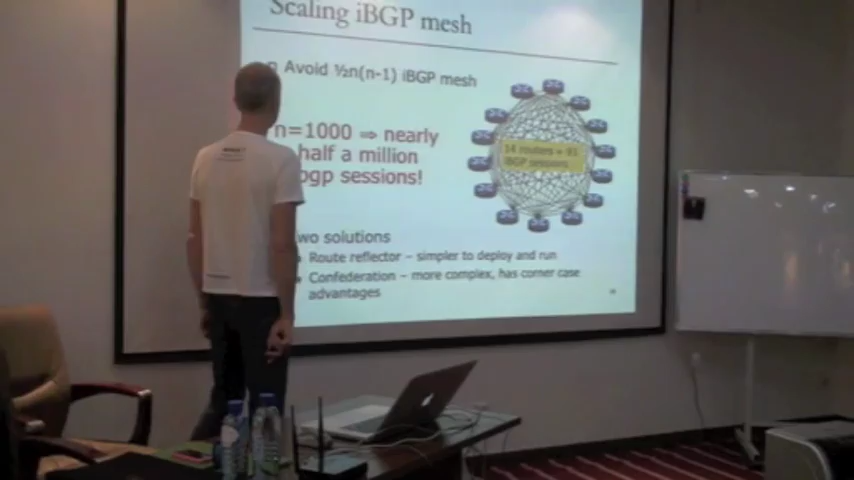 Scaling iBGP mesh
Avoid ½n(n-1) iBGP mesh
n=1000 ⇒ nearly
half a million
bgp sessions!
14 routers = 91
iBGP sessions
wo solutions
Route reflector – simpler to deploy and run
Confederation – more complex, has corner case
advantages